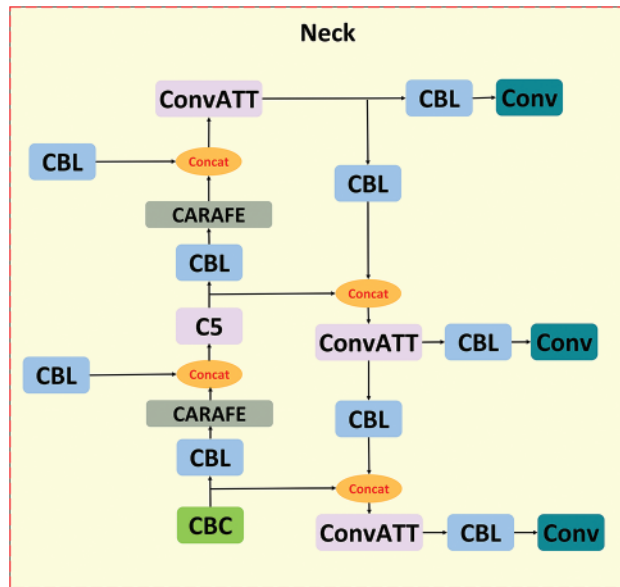 Neck
ConvATT CBL Conv
CBL Concat
CBL
CARAFE
CBL
Concat
C5
ConvATT CBL Conv
CBL Concat
CARAFE
CBL
CBL
Concat
CBC
ConvATT CBL Conv